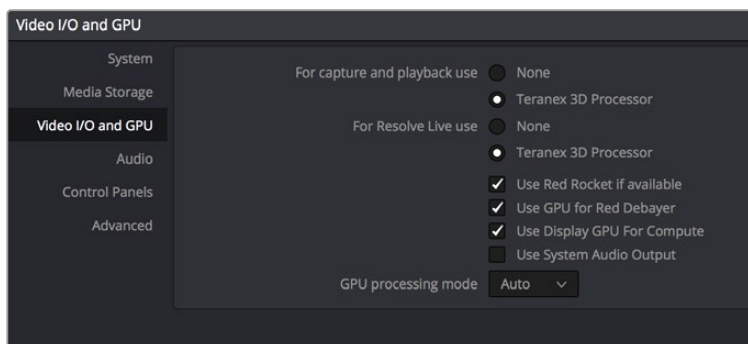 Video I/O and GPU
System
Media Storage
Video I/O and GPU
Audio
Control Panels
Advanced
For capture and playback use None
Teranex 3D Processor
For Resolve Live use None
Teranex 3D Processor
Use Red Rocket if available
Use GPU for Red Debayer
Use Display GPU For Compute
Use System Audio Output
GPU processing mode Auto